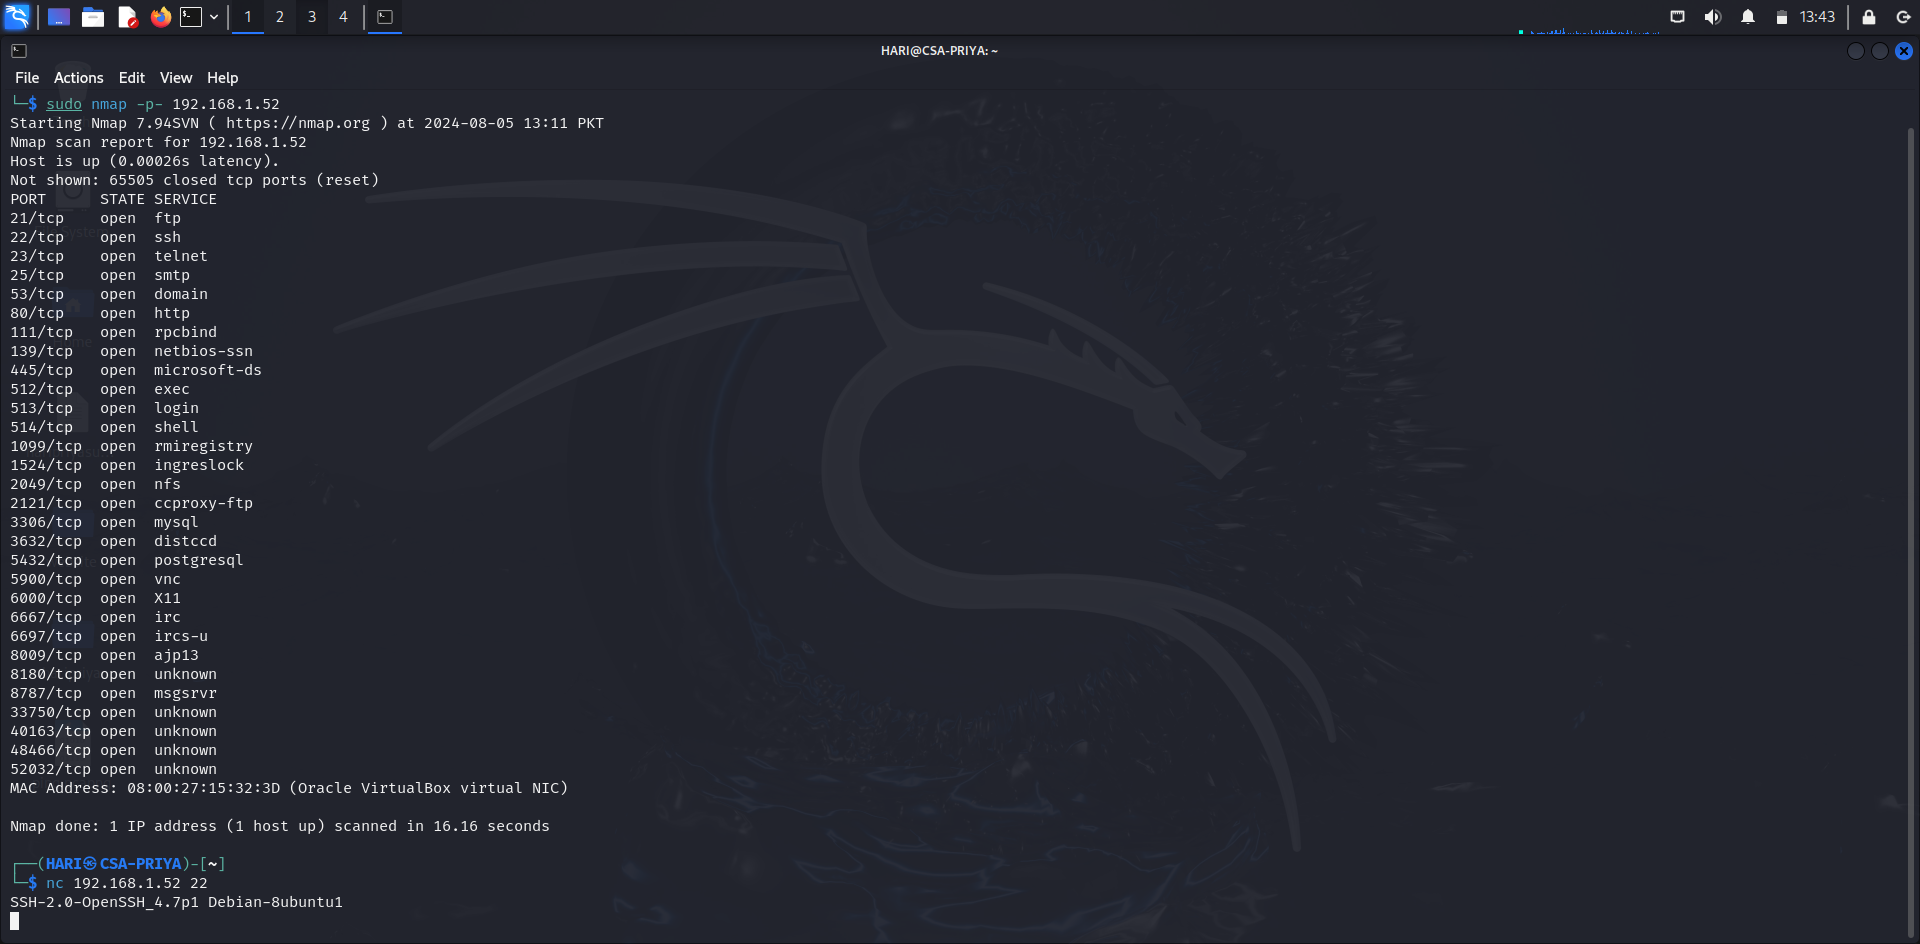 1 2 3 4 13:43
HARI@CSA-PRIYA: ~
File Actions Edit View Help
└─$ sudo nmap -p- 192.168.1.52
Starting Nmap 7.94SVN ( https://nmap.org ) at 2024-08-05 13:11 PKT
Nmap scan report for 192.168.1.52
Host is up (0.00026s latency).
Not shown: 65505 closed tcp ports (reset)
PORT      STATE SERVICE
21/tcp    open  ftp
22/tcp    open  ssh
23/tcp    open  telnet
25/tcp    open  smtp
53/tcp    open  domain
80/tcp    open  http
111/tcp   open  rpcbind
139/tcp   open  netbios-ssn
445/tcp   open  microsoft-ds
512/tcp   open  exec
513/tcp   open  login
514/tcp   open  shell
1099/tcp  open  rmiregistry
1524/tcp  open  ingreslock
2049/tcp  open  nfs
2121/tcp  open  ccproxy-ftp
3306/tcp  open  mysql
3632/tcp  open  distccd
5432/tcp  open  postgresql
5900/tcp  open  vnc
6000/tcp  open  X11
6667/tcp  open  irc
6697/tcp  open  ircs-u
8009/tcp  open  ajp13
8180/tcp  open  unknown
8787/tcp  open  msgsrvr
33750/tcp open  unknown
40163/tcp open  unknown
48466/tcp open  unknown
52032/tcp open  unknown
MAC Address: 08:00:27:15:32:3D (Oracle VirtualBox virtual NIC)
Nmap done: 1 IP address (1 host up) scanned in 16.16 seconds
┌──(HARI㉿CSA-PRIYA)-[~]
└─$ nc 192.168.1.52 22
SSH-2.0-OpenSSH_4.7p1 Debian-8ubuntu1